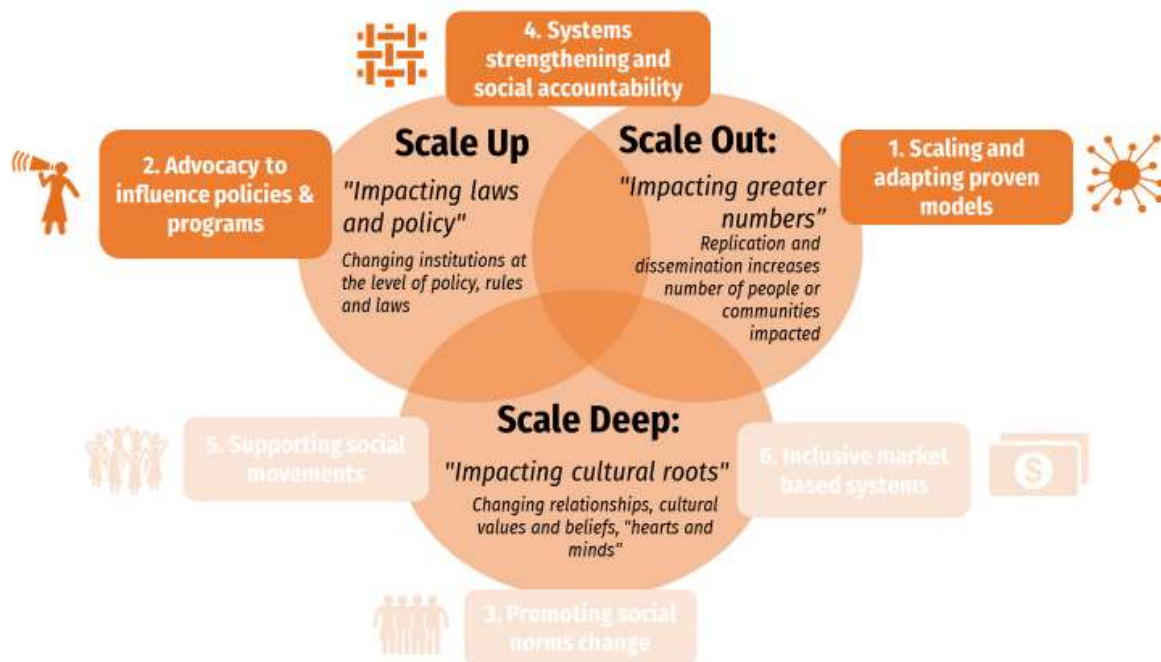 4. Systems
strengthening and
social accountability
Scale Up
"Impacting laws
and policy"
Changing institutions at
the level of policy, rules
and laws
Scale Out:
"Impacting greater
numbers”
Replication and
dissemination increases
number of people or
communities
impacted
2. Advocacy to
influence policies &
programs
1. Scaling and
adapting proven
models
Scale Deep:
"Impacting cultural roots"
Changing relationships, cultural
values and beliefs, "hearts and
minds"
5. Supporting social
movements
6. Inclusive market
based systems
$
3. Promoting social
norms change